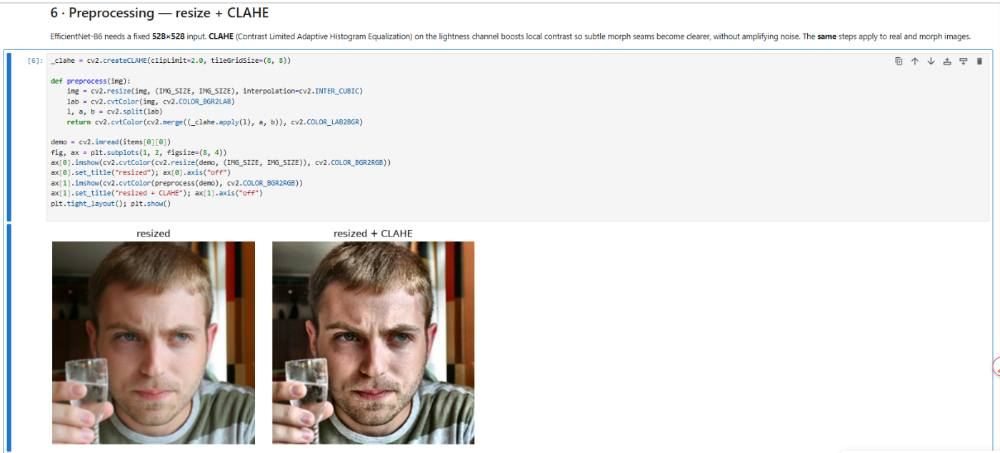 6 · Preprocessing — resize + CLAHE
EfficientNet-B6 needs a fixed 528×528 input. CLAHE (Contrast Limited Adaptive Histogram Equalization) on the lightness channel boosts local contrast so subtle morph seams become clearer, without amplifying noise. The same steps apply to real and morph images.
[6]: _clahe = cv2.createCLAHE(clipLimit=2.0, tileGridSize=(8, 8))
def preprocess(img):
    img = cv2.resize(img, (IMG_SIZE, IMG_SIZE), interpolation=cv2.INTER_CUBIC)
    lab = cv2.cvtColor(img, cv2.COLOR_BGR2LAB)
    l, a, b = cv2.split(lab)
    return cv2.cvtColor(cv2.merge((_clahe.apply(l), a, b)), cv2.COLOR_LAB2BGR)
demo = cv2.imread(items[0][0])
fig, ax = plt.subplots(1, 2, figsize=(8, 4))
ax[0].imshow(cv2.cvtColor(cv2.resize(demo, (IMG_SIZE, IMG_SIZE)), cv2.COLOR_BGR2RGB))
ax[0].set_title("resized"); ax[0].axis("off")
ax[1].imshow(cv2.cvtColor(preprocess(demo), cv2.COLOR_BGR2RGB))
ax[1].set_title("resized + CLAHE"); ax[1].axis("off")
plt.tight_layout(); plt.show()
resized
resized + CLAHE